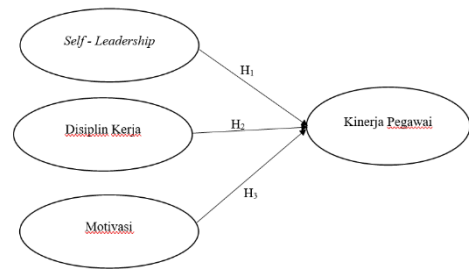 Self - Leadership
H₁
Disiplin Kerja
H₂
Kinerja Pegawai
H₃
Motivasi